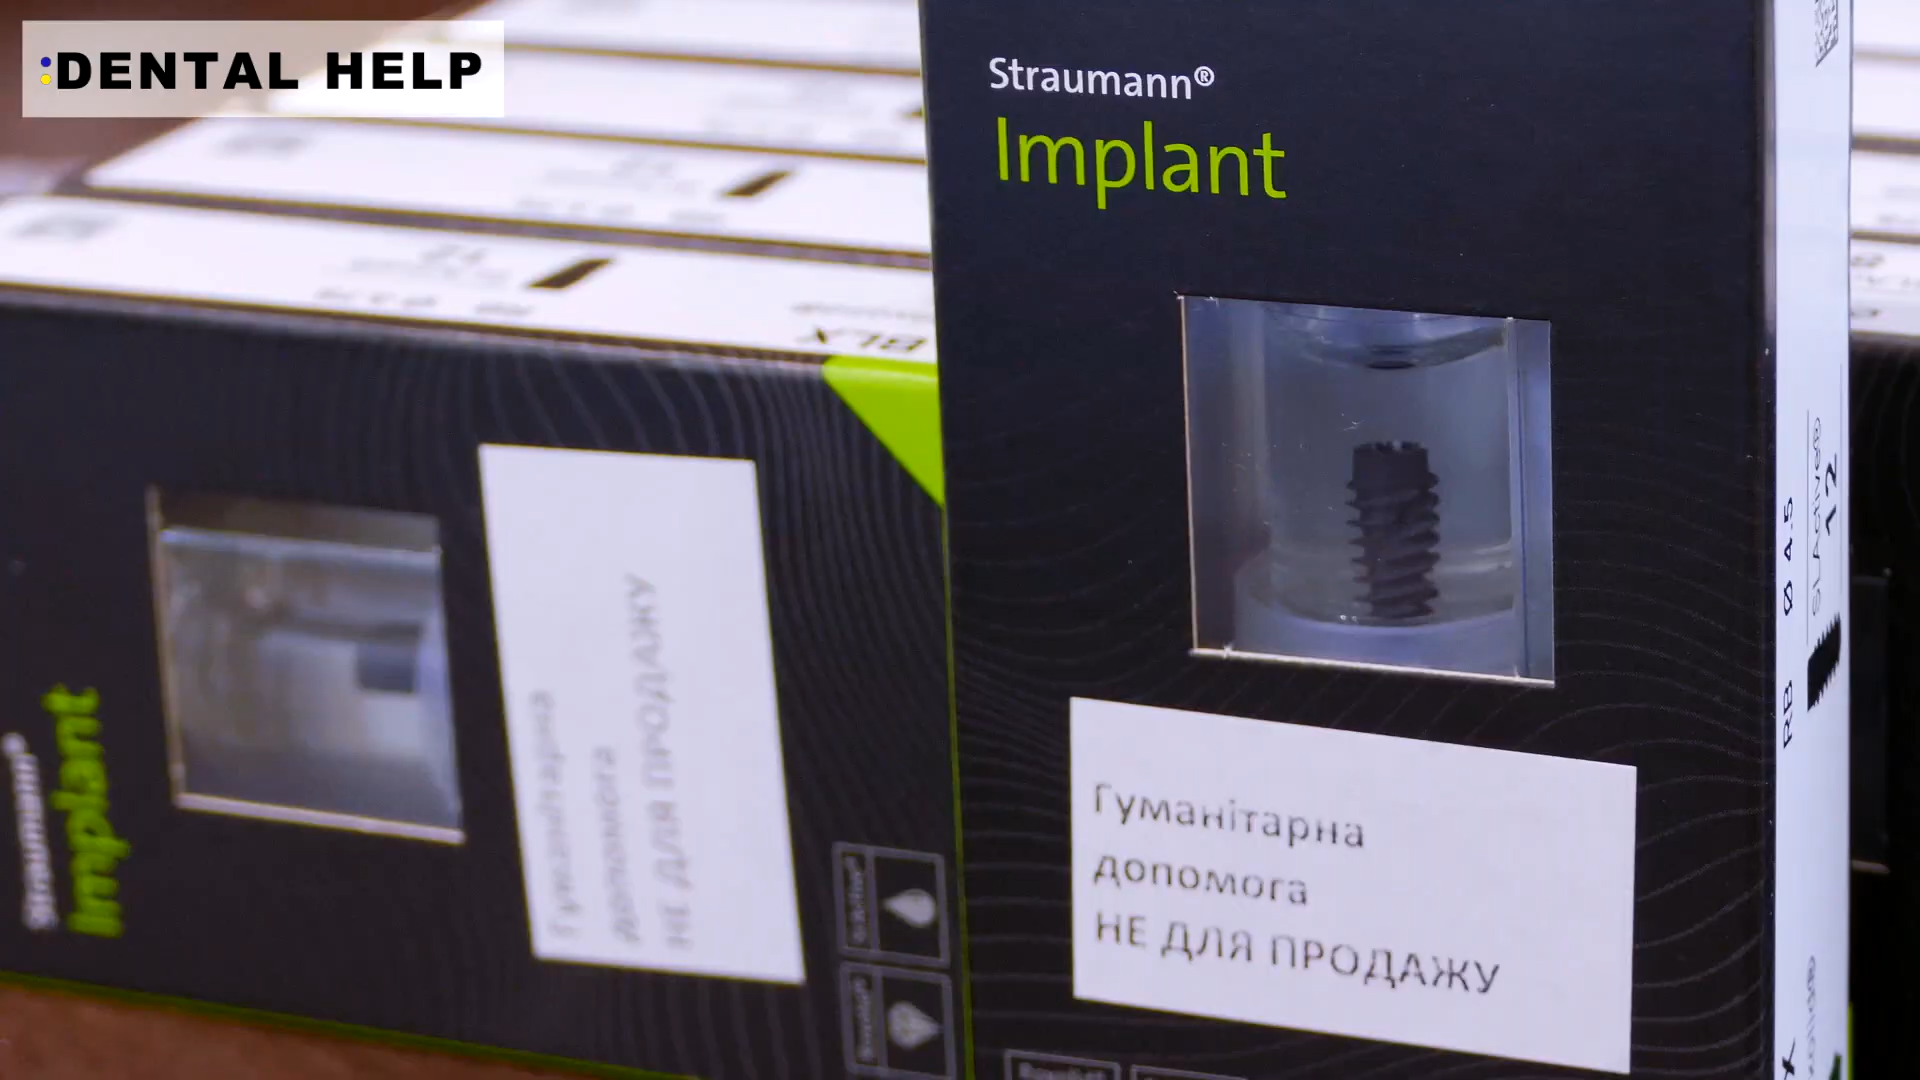 :DENTAL HELP
Straumann®
Implant
Гуманітарна
допомога
НЕ ДЛЯ ПРОДАЖУ
RB Ø 4.5
SLActive®
12
BLX
Straumann®
Implant
Гуманітарна
допомога
НЕ ДЛЯ ПРОДАЖУ